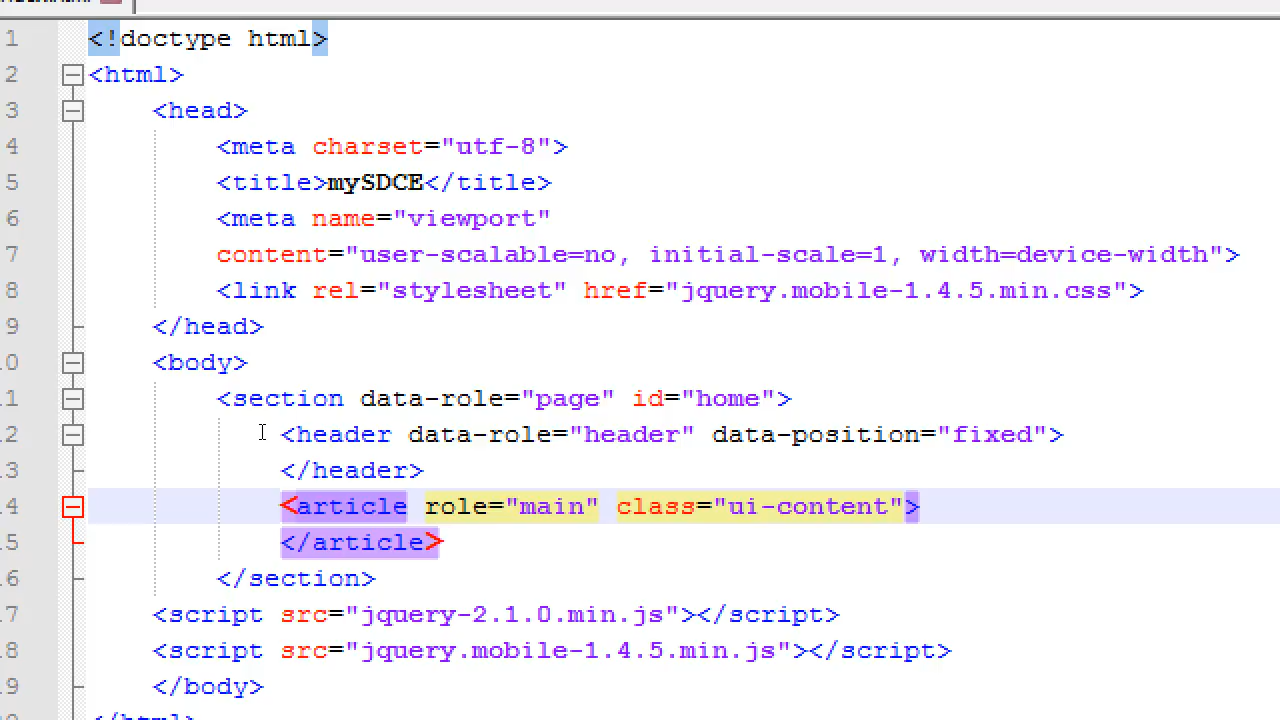 1 <!doctype html>
2 <html>
3 <head>
4 <meta charset="utf-8">
5 <title>mySDCE</title>
6 <meta name="viewport"
7 content="user-scalable=no, initial-scale=1, width=device-width">
8 <link rel="stylesheet" href="jquery.mobile-1.4.5.min.css">
9 </head>
0 <body>
1 <section data-role="page" id="home">
2 <header data-role="header" data-position="fixed">
3 </header>
4 <article role="main" class="ui-content">
5 </article>
6 </section>
7 <script src="jquery-2.1.0.min.js"></script>
8 <script src="jquery.mobile-1.4.5.min.js"></script>
9 </body>
</html>